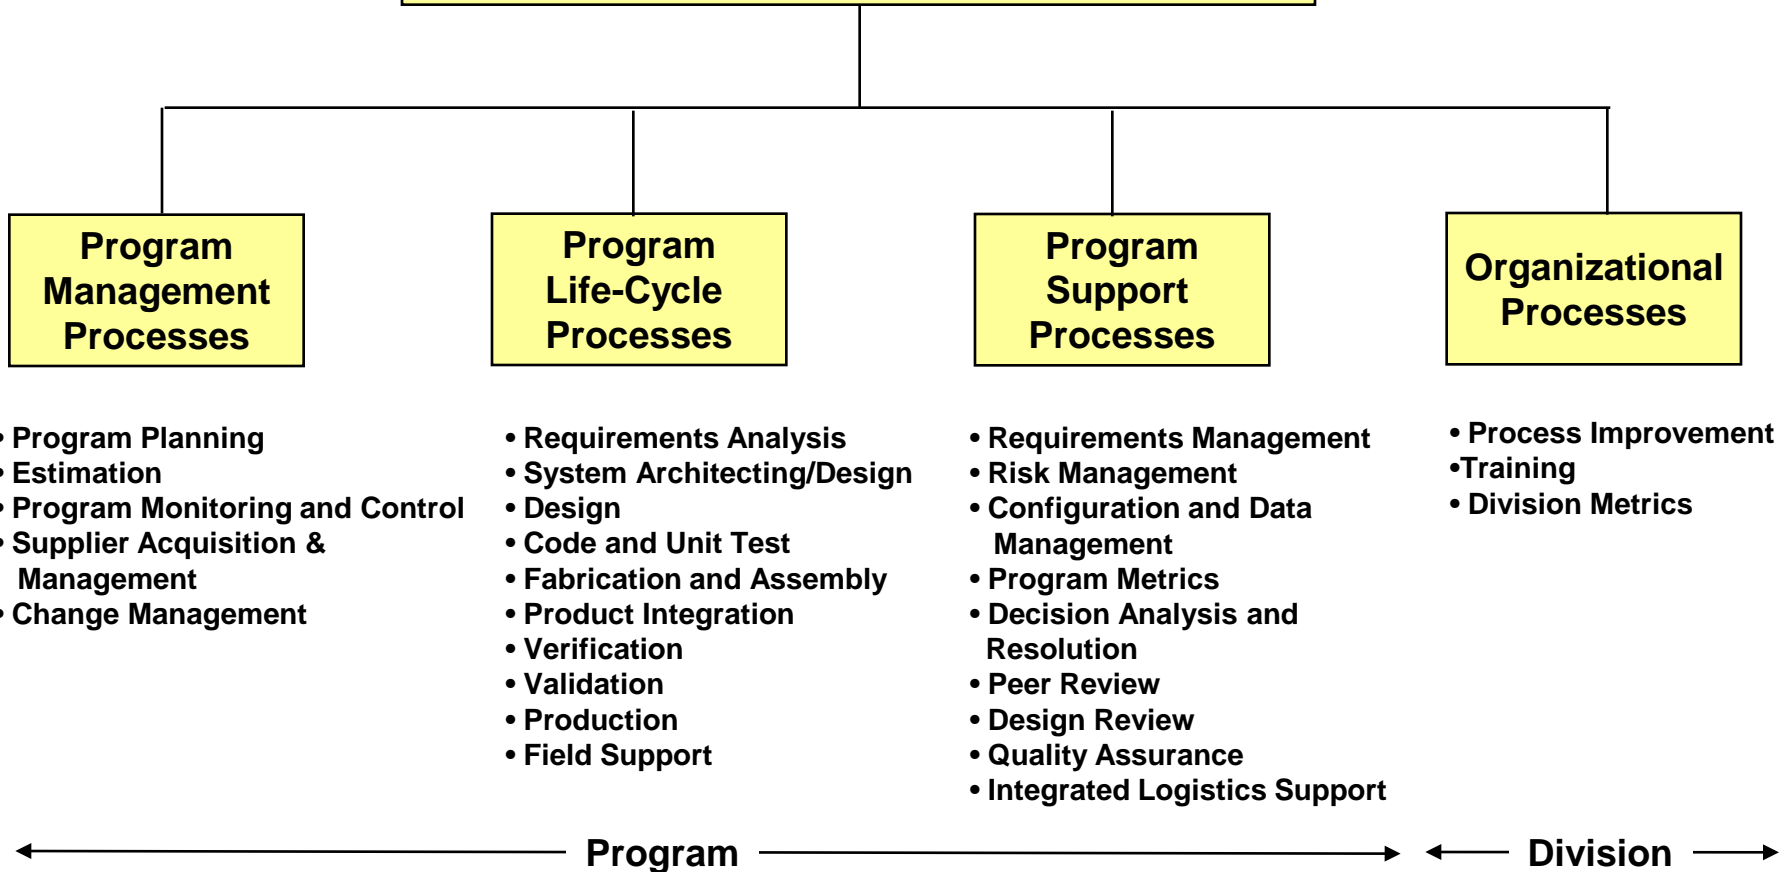 Program
Management
Processes
Program
Life-Cycle
Processes
Program
Support
Processes
Organizational
Processes
• Program Planning
• Estimation
• Program Monitoring and Control
• Supplier Acquisition &
Management
• Change Management
• Requirements Analysis
• System Architecting/Design
• Design
• Code and Unit Test
• Fabrication and Assembly
• Product Integration
• Verification
• Validation
• Production
• Field Support
• Requirements Management
• Risk Management
• Configuration and Data
Management
• Program Metrics
• Decision Analysis and
Resolution
• Peer Review
• Design Review
• Quality Assurance
• Integrated Logistics Support
• Process Improvement
•Training
• Division Metrics
Program
Division